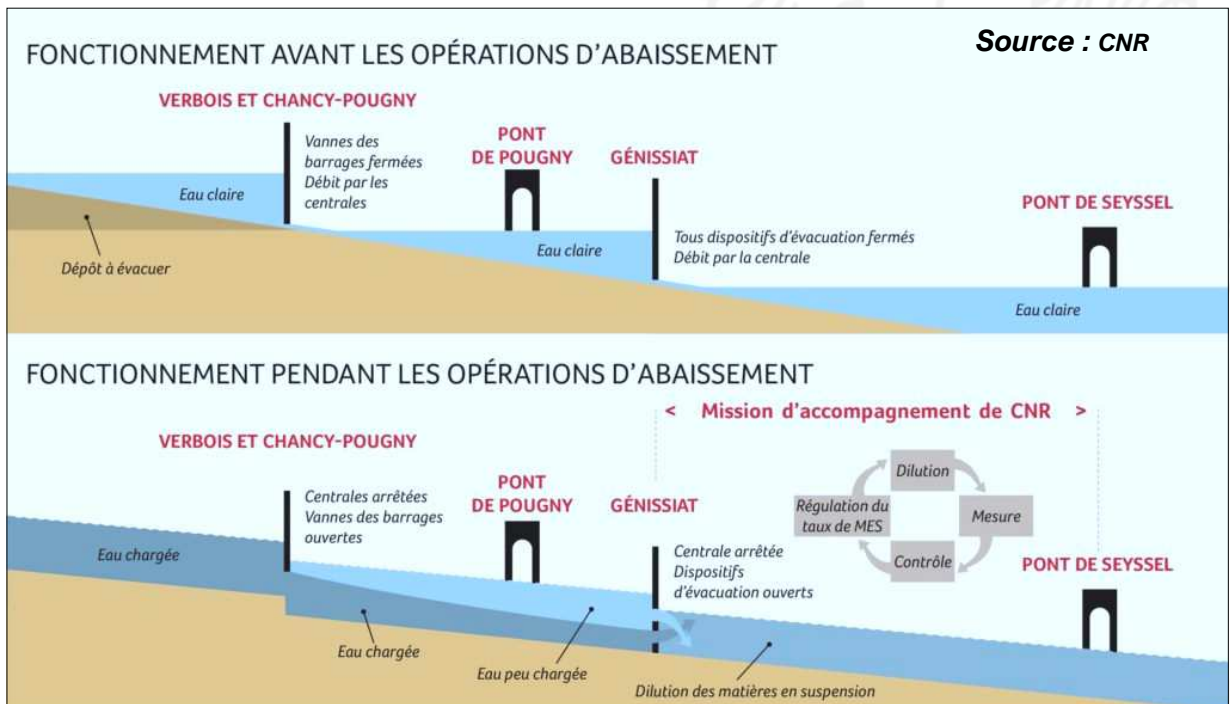 FONCTIONNEMENT AVANT LES OPÉRATIONS D'ABAISSEMENT
Source : CNR
VERBOIS ET CHANCY-POUGNY
Vannes des
barrages fermées
Débit par les
centrales
PONT
DE POUGNY
GÉNISSIAT
PONT DE SEYSSEL
Eau claire
Eau claire
Tous dispositifs d'évacuation fermés
Débit par la centrale
Dépôt à évacuer
Eau claire
FONCTIONNEMENT PENDANT LES OPÉRATIONS D'ABAISSEMENT
< Mission d'accompagnement de CNR >
VERBOIS ET CHANCY-POUGNY
Centrales arrêtées
Vannes des barrages
ouvertes
PONT
DE POUGNY
GÉNISSIAT
Dilution
Régulation du
taux de MES
Mesure
Contrôle
Centrale arrêtée
Dispositifs
d'évacuation ouverts
PONT DE SEYSSEL
Eau chargée
Eau chargée
Eau peu chargée
Dilution des matières en suspension